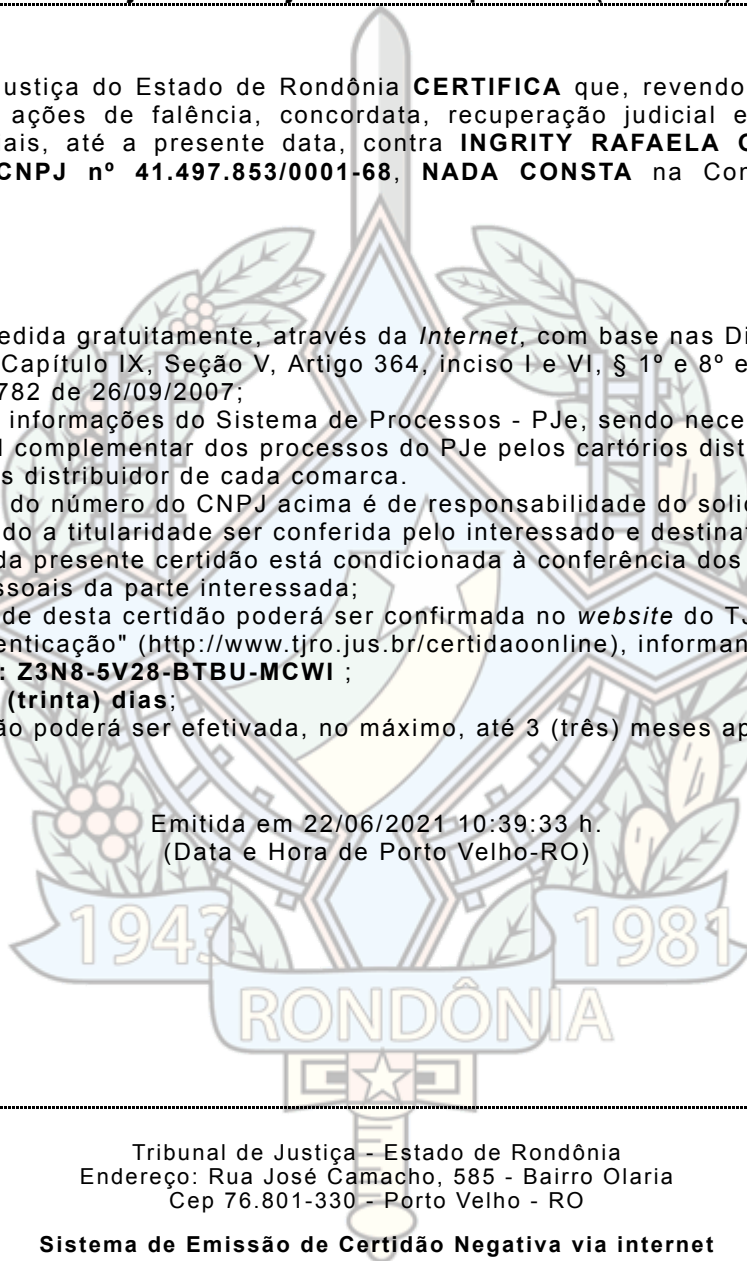 ustiça do Estado de Rondônia CERTIFICA que, revendo
ações de falência, concordata, recuperação judicial e
ais, até a presente data, contra INGRITY RAFAELA
CNPJ nº 41.497.853/0001-68, NADA CONSTA na Con
edida gratuitamente, através da Internet, com base nas Di
Capítulo IX, Seção V, Artigo 364, inciso I e VI, § 1º e 8º e
782 de 26/09/2007;
informações do Sistema de Processos - PJe, sendo nece
l complementar dos processos do PJe pelos cartórios dist
s distribuidor de cada comarca.
do número do CNPJ acima é de responsabilidade do solic
do a titularidade ser conferida pelo interessado e destinat
da presente certidão está condicionada à conferência dos
ssoais da parte interessada;
de desta certidão poderá ser confirmada no website do TJ
enticação" (http://www.tjro.jus.br/certidaoonline), informan
: Z3N8-5V28-BTBU-MCWI ;
(trinta) dias;
ão poderá ser efetivada, no máximo, até 3 (três) meses ap
Emitida em 22/06/2021 10:39:33 h.
(Data e Hora de Porto Velho-RO)
1943
1981
RONDÔNIA
Tribunal de Justiça - Estado de Rondônia
Endereço: Rua José Camacho, 585 - Bairro Olaria
Cep 76.801-330 - Porto Velho - RO
Sistema de Emissão de Certidão Negativa via internet